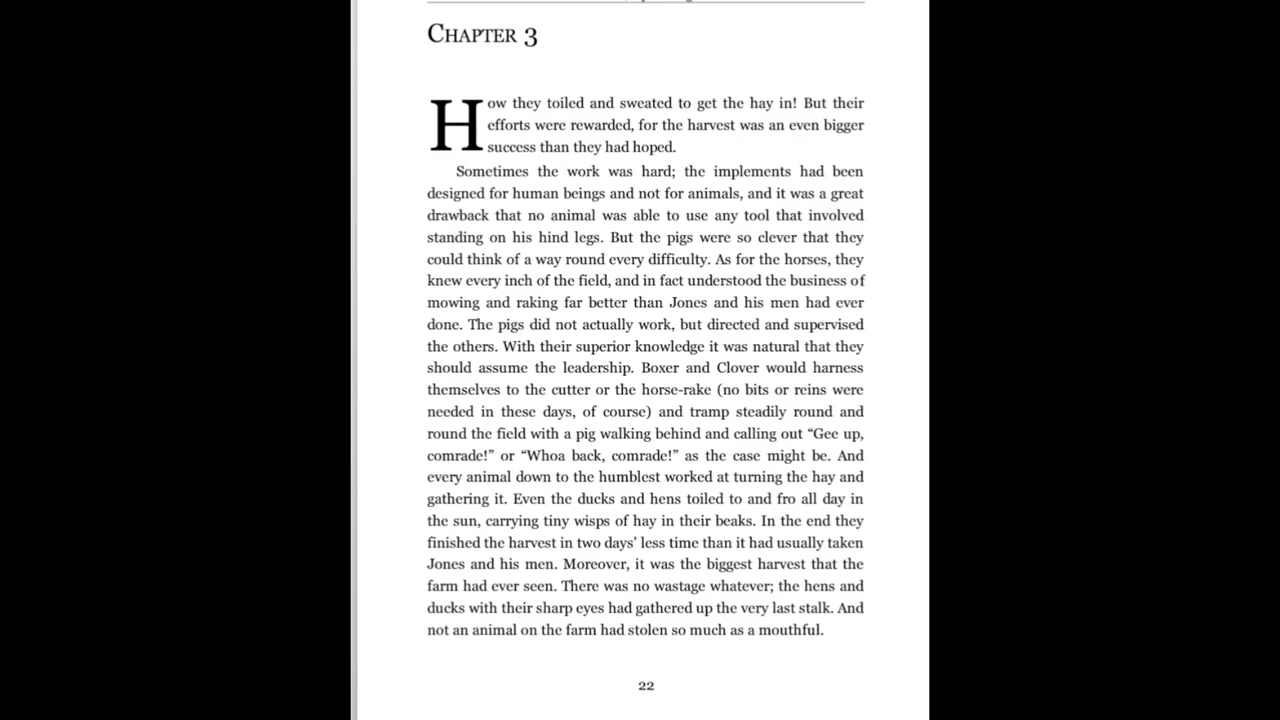 CHAPTER 3
How they toiled and sweated to get the hay in! But their
efforts were rewarded, for the harvest was an even bigger
success than they had hoped.
Sometimes the work was hard; the implements had been
designed for human beings and not for animals, and it was a great
drawback that no animal was able to use any tool that involved
standing on his hind legs. But the pigs were so clever that they
could think of a way round every difficulty. As for the horses, they
knew every inch of the field, and in fact understood the business of
mowing and raking far better than Jones and his men had ever
done. The pigs did not actually work, but directed and supervised
the others. With their superior knowledge it was natural that they
should assume the leadership. Boxer and Clover would harness
themselves to the cutter or the horse-rake (no bits or reins were
needed in these days, of course) and tramp steadily round and
round the field with a pig walking behind and calling out “Gee up,
comrade!” or “Whoa back, comrade!” as the case might be. And
every animal down to the humblest worked at turning the hay and
gathering it. Even the ducks and hens toiled to and fro all day in
the sun, carrying tiny wisps of hay in their beaks. In the end they
finished the harvest in two days’ less time than it had usually taken
Jones and his men. Moreover, it was the biggest harvest that the
farm had ever seen. There was no wastage whatever; the hens and
ducks with their sharp eyes had gathered up the very last stalk. And
not an animal on the farm had stolen so much as a mouthful.
22